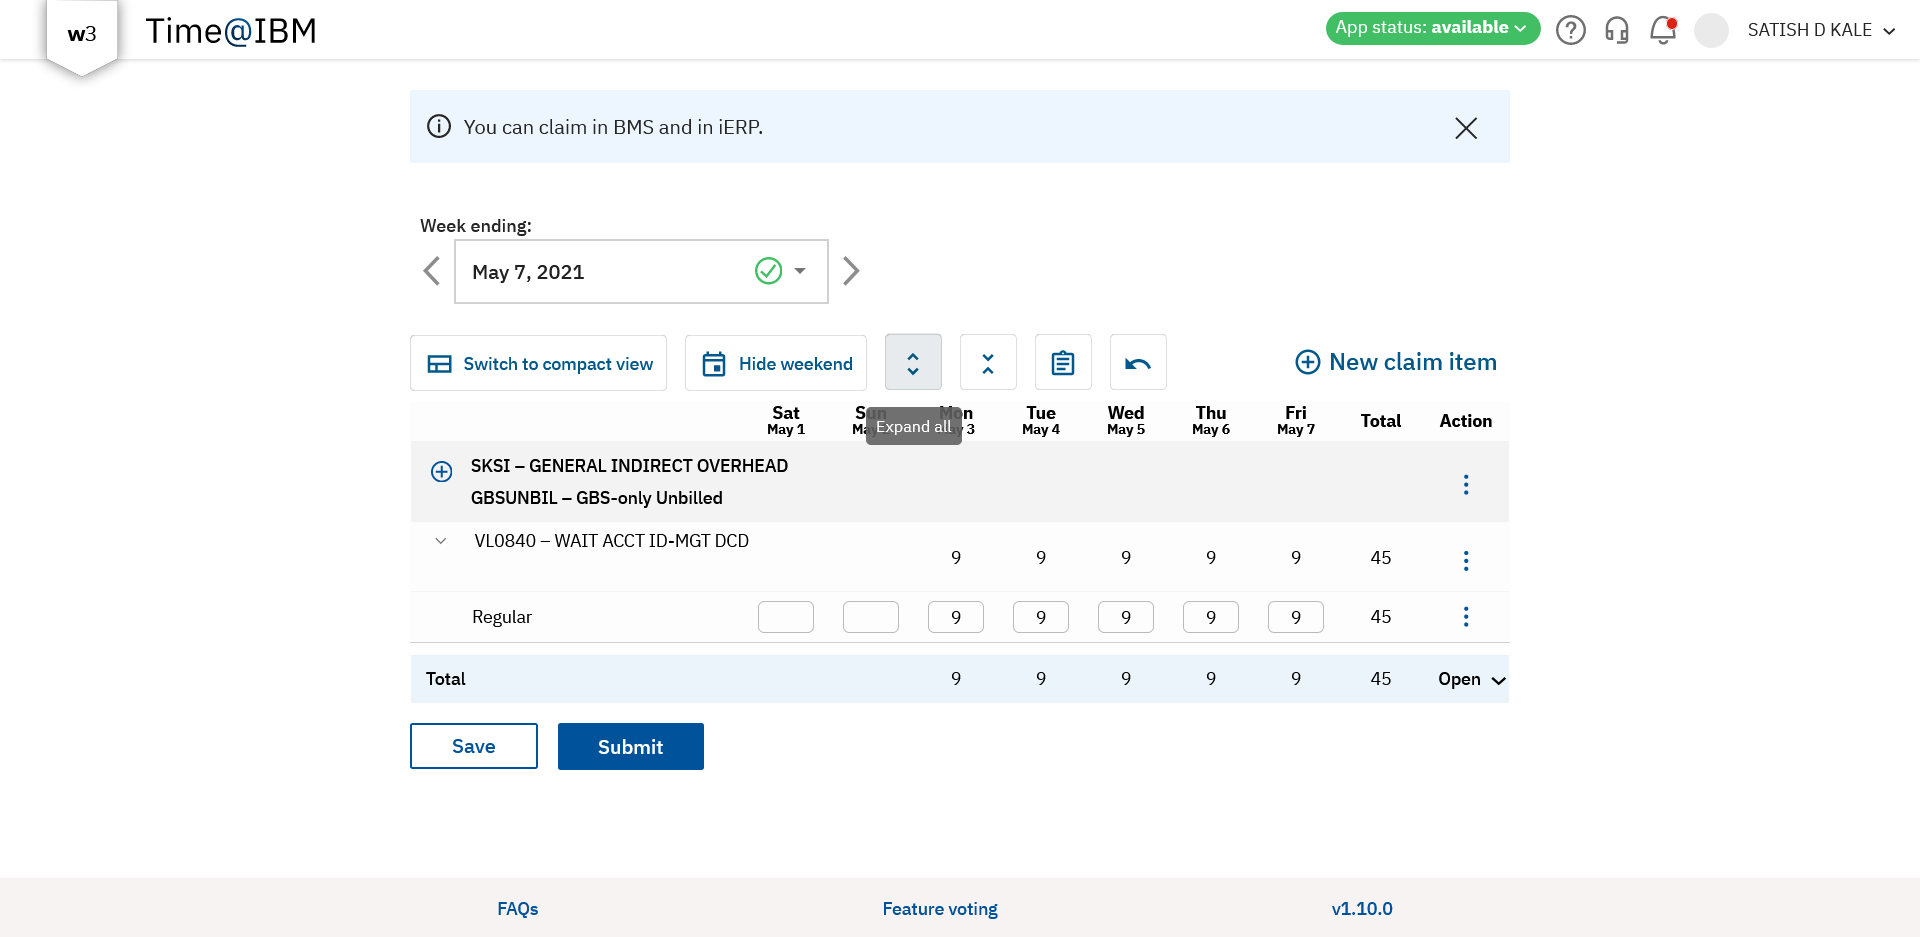 w3
Time@IBM
App status: available
SATISH D KALE
You can claim in BMS and in iERP.
Week ending:
May 7, 2021
Switch to compact view
Hide weekend
New claim item
Sat Sun Mon Tue Wed Thu Fri Total Action
May 1 May 3 May 4 May 5 May 6 May 7
Expand all
SKSI – GENERAL INDIRECT OVERHEAD
GBSUNBIL – GBS-only Unbilled
VL0840 – WAIT ACCT ID-MGT DCD
9 9 9 9 9 45
Regular 9 9 9 9 9 45
Total 9 9 9 9 9 45 Open
Save Submit
FAQs Feature voting v1.10.0